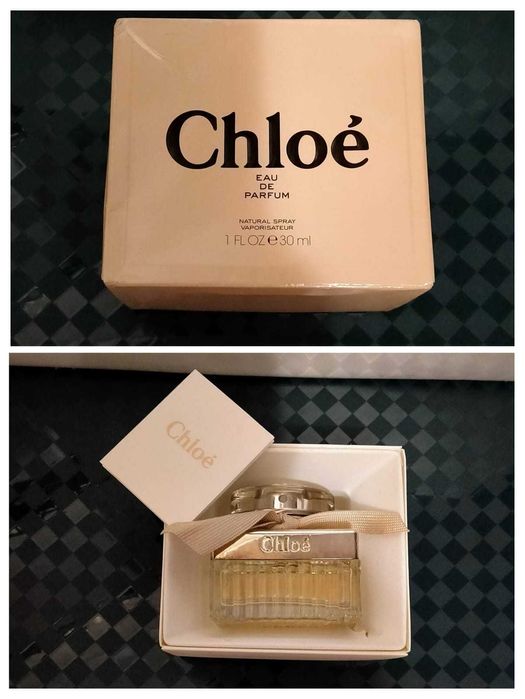 Chloé
EAU
DE
PARFUM
NATURAL SPRAY
VAPORISATEUR
1 FL OZ e 30 ml
Chloé
Chloé